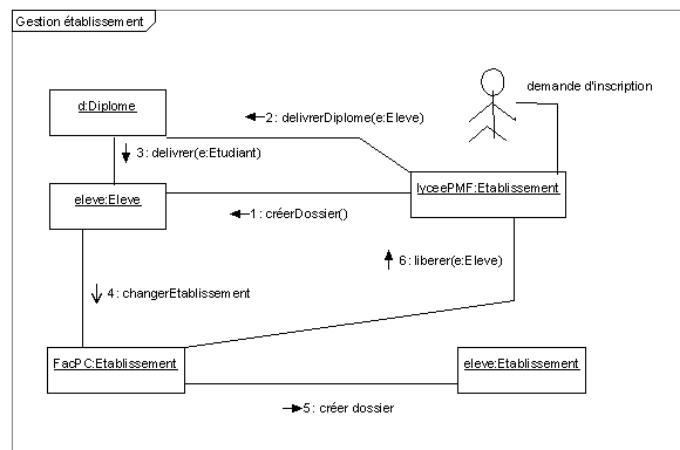 Gestion établissement
demande d'inscription
d:Diplome
2: delivrerDiplome(e:Eleve)
3: delivrer(e:Etudiant)
eleve:Eleve
lyceePMF:Etablissement
1: créerDossier()
6: liberer(e:Eleve)
4: changerEtablissement
FacPC:Etablissement
eleve:Etablissement
5: créer dossier